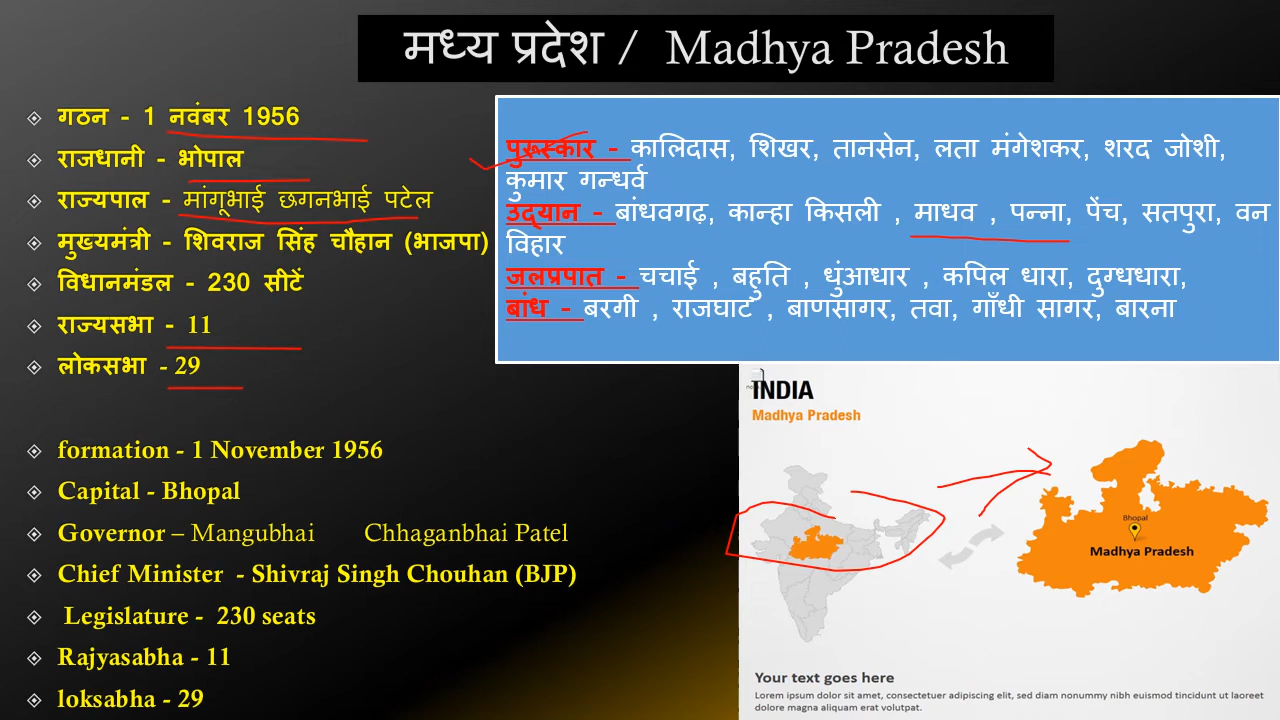 मध्य प्रदेश / Madhya Pradesh
गठन - 1 नवंबर 1956
राजधानी - भोपाल
राज्यपाल - मांगूभाई छगनभाई पटेल
मुख्यमंत्री - शिवराज सिंह चौहान (भाजपा)
विधानमंडल - 230 सीटें
राज्यसभा - 11
लोकसभा - 29
formation - 1 November 1956
Capital - Bhopal
Governor – Mangubhai Chhaganbhai Patel
Chief Minister - Shivraj Singh Chouhan (BJP)
Legislature - 230 seats
Rajyasabha - 11
loksabha - 29
पुरूस्कार - कालिदास, शिखर, तानसेन, लता मंगेशकर, शरद जोशी,
कुमार गन्धर्व
उद्यान - बांधवगढ़, कान्हा किसली , माधव , पन्ना, पेंच, सतपुरा, वन
विहार
जलप्रपात - चचाई , बहुति , धुंआधार , कपिल धारा, दुग्धधारा,
बांध - बरगी , राजघाट , बाणसागर, तवा, गाँधी सागर, बारना
INDIA
Madhya Pradesh
Bhopal
Madhya Pradesh
Your text goes here
Lorem ipsum dolor sit amet, consectetuer adipiscing elit, sed diam nonummy nibh euismod tincidunt ut laoreet
dolore magna aliquam erat volutpat.